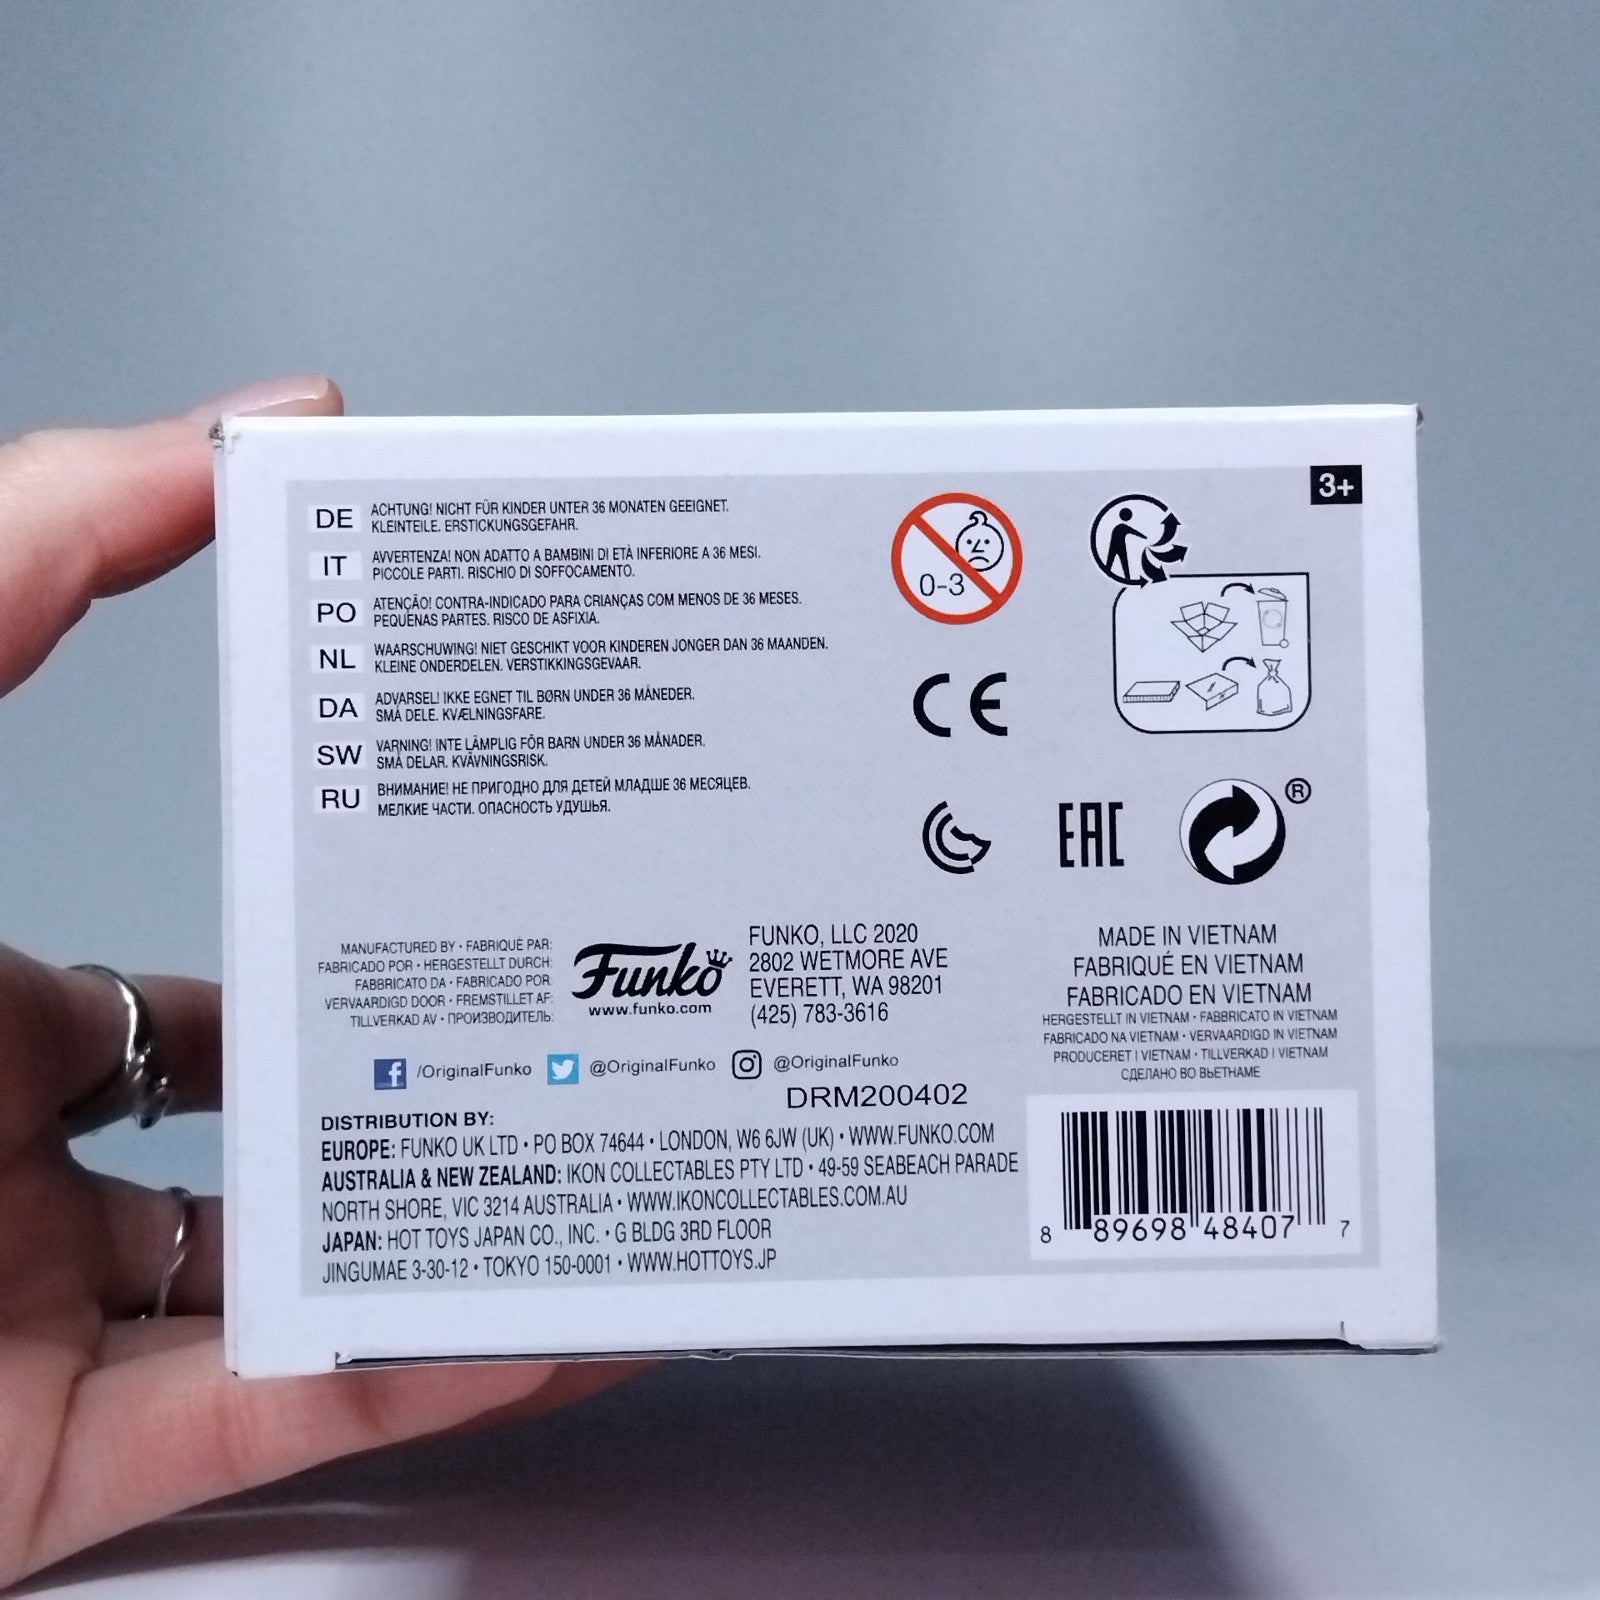 3+
DE
ACHTUNG! NICHT FÜR KINDER UNTER 36 MONATEN GEEIGNET.
KLEINTEILE. ERSTICKUNGSGEFAHR.
IT
AVVERTENZA! NON ADATTO A BAMBINI DI ETÀ INFERIORE A 36 MESI.
PICCOLE PARTI. RISCHIO DI SOFFOCAMENTO.
PO
ATENÇÃO! CONTRA-INDICADO PARA CRIANÇAS COM MENOS DE 36 MESES.
PEQUENAS PARTES. RISCO DE ASFIXIA.
NL
WAARSCHUWING! NIET GESCHIKT VOOR KINDEREN JONGER DAN 36 MAANDEN.
KLEINE ONDERDELEN. VERSTIKKINGSGEVAAR.
DA
ADVARSEL! IKKE EGNET TIL BØRN UNDER 36 MÅNEDER.
SMÅ DELE. KVÆLNINGSFARE.
SW
VARNING! INTE LÄMPLIG FÖR BARN UNDER 36 MÅNADER.
SMÅ DELAR. KVÄVNINGSRISK.
RU
ВНИМАНИЕ! НЕ ПРИГОДНО ДЛЯ ДЕТЕЙ МЛАДШЕ 36 МЕСЯЦЕВ.
МЕЛКИЕ ЧАСТИ. ОПАСНОСТЬ УДУШЬЯ.
0-3
CE
EAC
®
MANUFACTURED BY • FABRIQUÉ PAR:
FABRICADO POR • HERGESTELLT DURCH:
FABBRICATO DA • FABRICADO POR:
VERVAARDIGD DOOR • FREMSTILLET AF:
TILLVERKAD AV • ПРОИЗВОДИТЕЛЬ:
Funko
www.funko.com
FUNKO, LLC 2020
2802 WETMORE AVE
EVERETT, WA 98201
(425) 783-3616
MADE IN VIETNAM
FABRIQUÉ EN VIETNAM
FABRICADO EN VIETNAM
HERGESTELLT IN VIETNAM • FABBRICATO IN VIETNAM
FABRICADO NA VIETNAM • VERVAARDIGD IN VIETNAM
PRODUCERET I VIETNAM • TILLVERKAD I VIETNAM
СДЕЛАНО ВО ВЬЕТНАМЕ
f /OriginalFunko @OriginalFunko @OriginalFunko
DRM200402
DISTRIBUTION BY:
EUROPE: FUNKO UK LTD • PO BOX 74644 • LONDON, W6 6JW (UK) • WWW.FUNKO.COM
AUSTRALIA & NEW ZEALAND: IKON COLLECTABLES PTY LTD • 49-59 SEABEACH PARADE
NORTH SHORE, VIC 3214 AUSTRALIA • WWW.IKONCOLLECTABLES.COM.AU
JAPAN: HOT TOYS JAPAN CO., INC. • G BLDG 3RD FLOOR
JINGUMAE 3-30-12 • TOKYO 150-0001 • WWW.HOTTOYS.JP
8 89698 48407 7